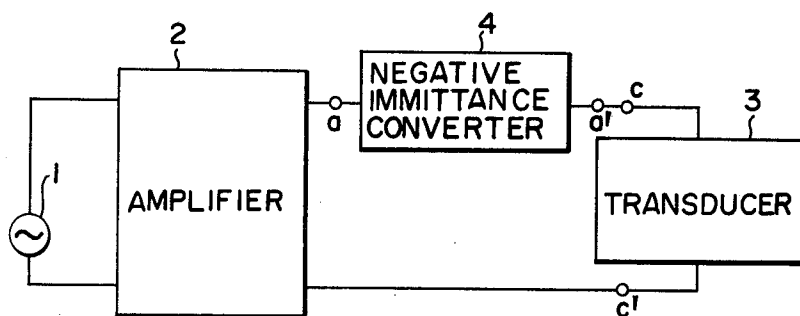 2
4
NEGATIVE
IMMITTANCE
CONVERTER
a
a'
c
3
1
AMPLIFIER
TRANSDUCER
c'